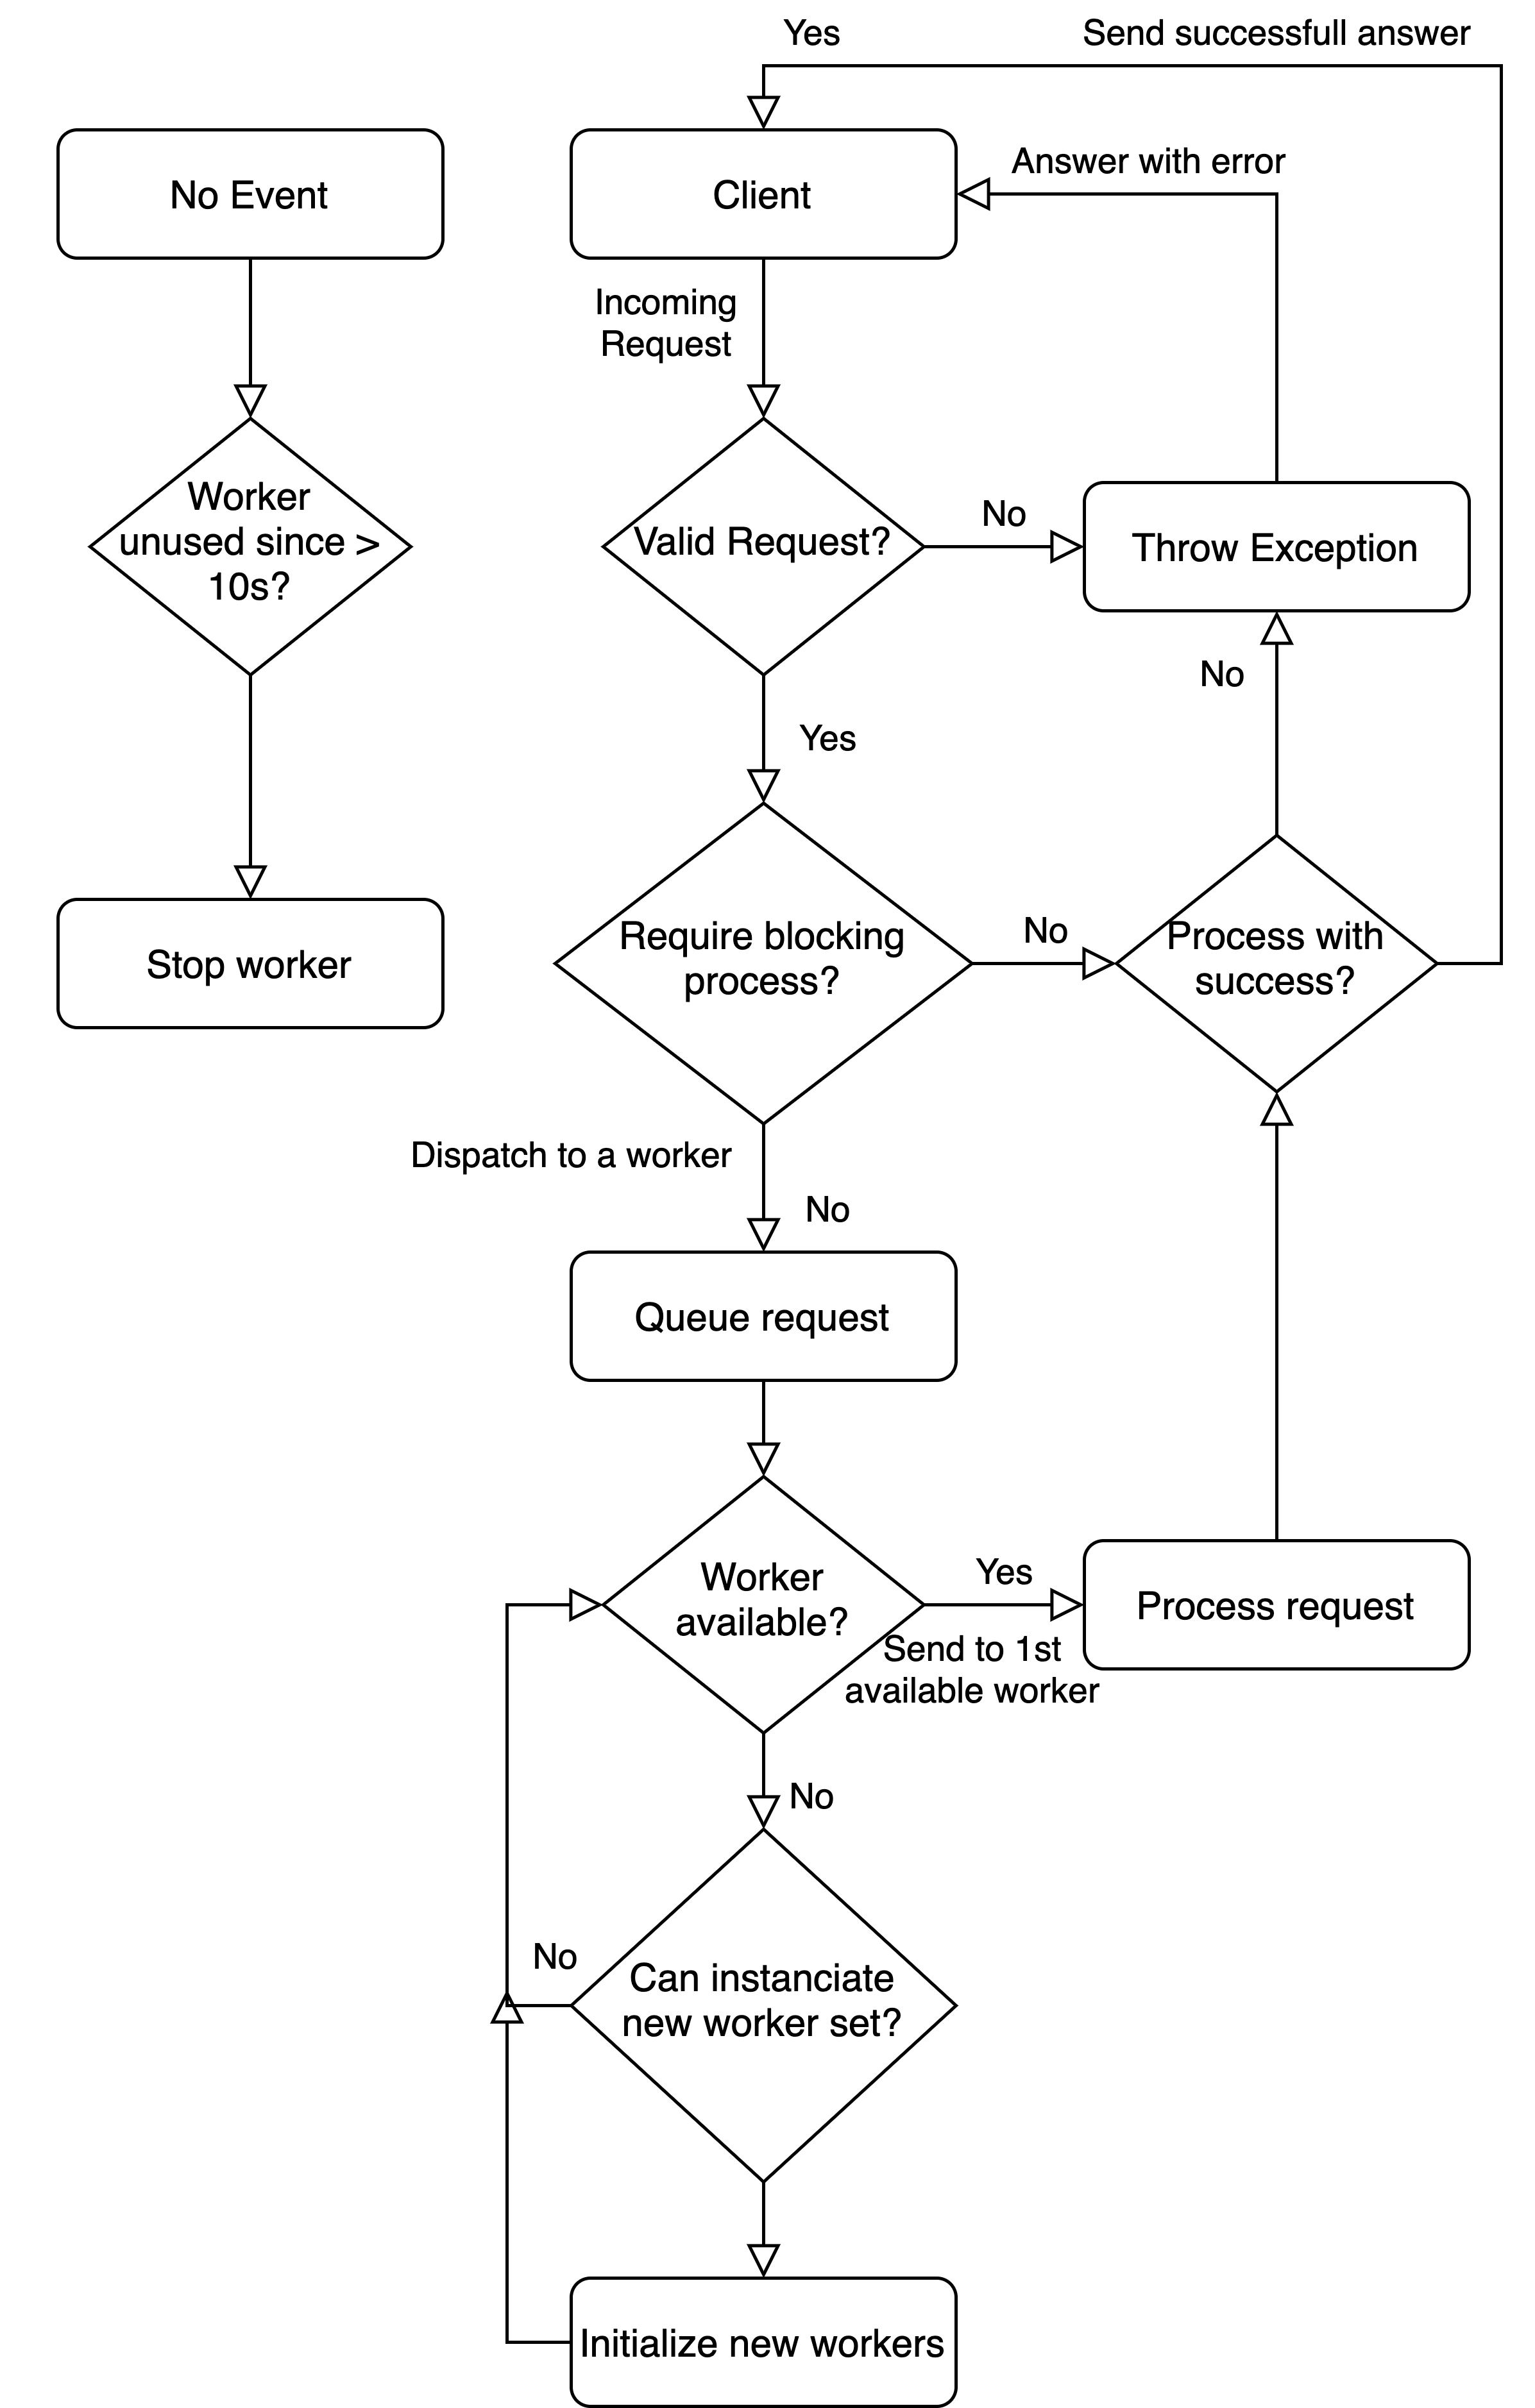 Yes
Send successfull answer
No Event
Client
Answer with error
Incoming
Request
Worker
unused since >
10s?
Valid Request?
No
Throw Exception
No
Yes
Stop worker
Require blocking
process?
No
Process with
success?
Dispatch to a worker
No
Queue request
Worker
available?
Yes
Send to 1st
available worker
Process request
No
No
Can instanciate
new worker set?
Initialize new workers